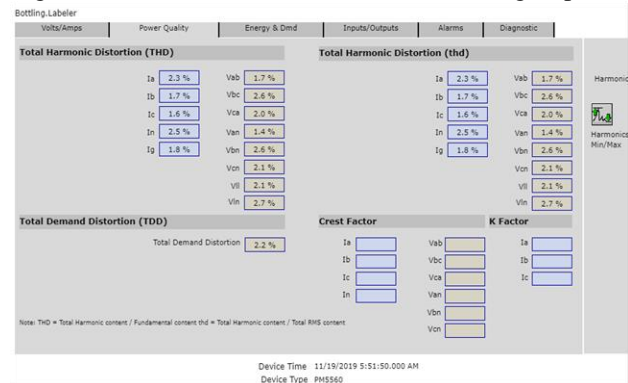 Bottling.Labeler
Volts/Amps Power Quality Energy & Dmd Inputs/Outputs Alarms Diagnostic
Total Harmonic Distortion (THD) Total Harmonic Distortion (thd)
Ia 2.3 % Vab 1.7 % Ia 2.3 % Vab 1.7 % Harmonic
Ib 1.7 % Vbc 2.6 % Ib 1.7 % Vbc 2.6 %
Ic 1.6 % Vca 2.0 % Ic 1.6 % Vca 2.0 %
In 2.5 % Van 1.4 % In 2.5 % Van 1.4 % Harmonics
Ig 1.8 % Vbn 2.6 % Ig 1.8 % Vbn 2.6 % Min/Max
Vcn 2.1 % Vcn 2.1 %
Vll 2.1 % Vll 2.1 %
Vln 2.7 % Vln 2.7 %
Total Demand Distortion (TDD) Crest Factor K Factor
Total Demand Distortion 2.2 % Ia Vab Ia
Ib Vbc Ib
Ic Vca Ic
In Van
Vbn
Note: THD = Total Harmonic content / Fundamental content thd = Total Harmonic content / Total RMS content
Vcn
Device Time 11/19/2019 5:51:50.000 AM
Device Type PM5560